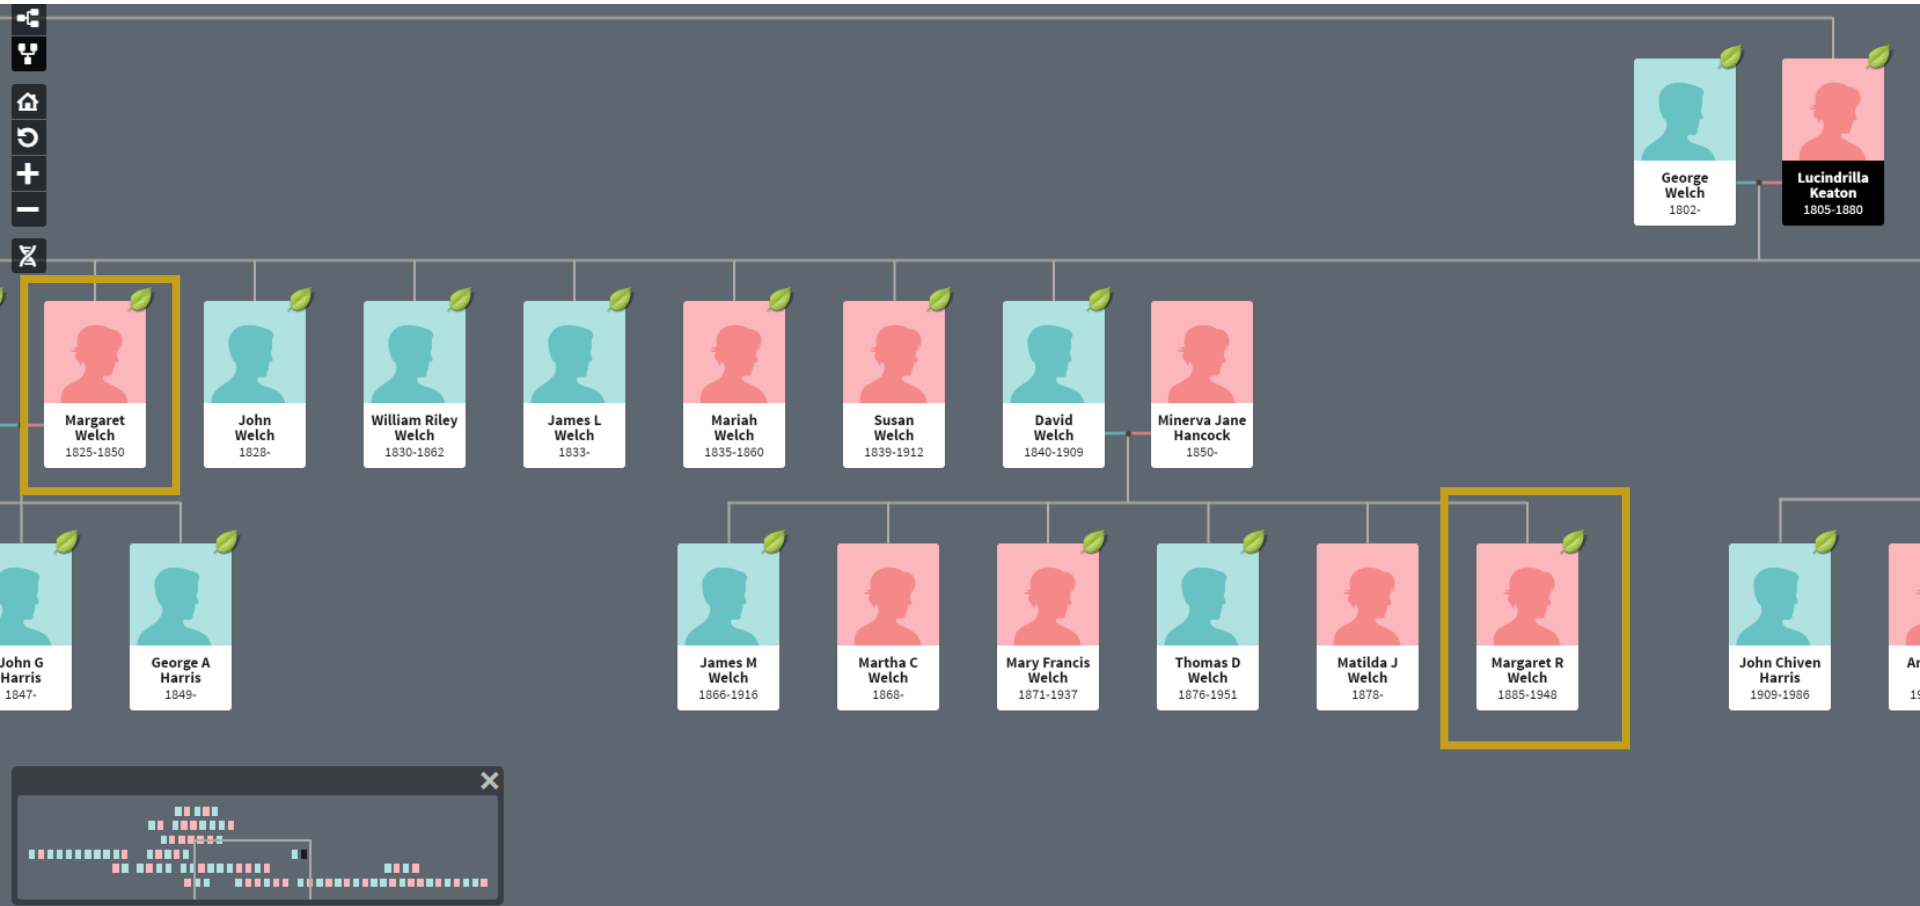 George
Welch
1802-
Lucindrilla
Keaton
1805-1880
Margaret
Welch
1825-1850
John
Welch
1828-
William Riley
Welch
1830-1862
James L
Welch
1833-
Mariah
Welch
1835-1860
Susan
Welch
1839-1912
David
Welch
1840-1909
Minerva Jane
Hancock
1850-
John G
Harris
1847-
George A
Harris
1849-
James M
Welch
1866-1916
Martha C
Welch
1868-
Mary Francis
Welch
1871-1937
Thomas D
Welch
1876-1951
Matilda J
Welch
1878-
Margaret R
Welch
1885-1948
John Chiven
Harris
1909-1986